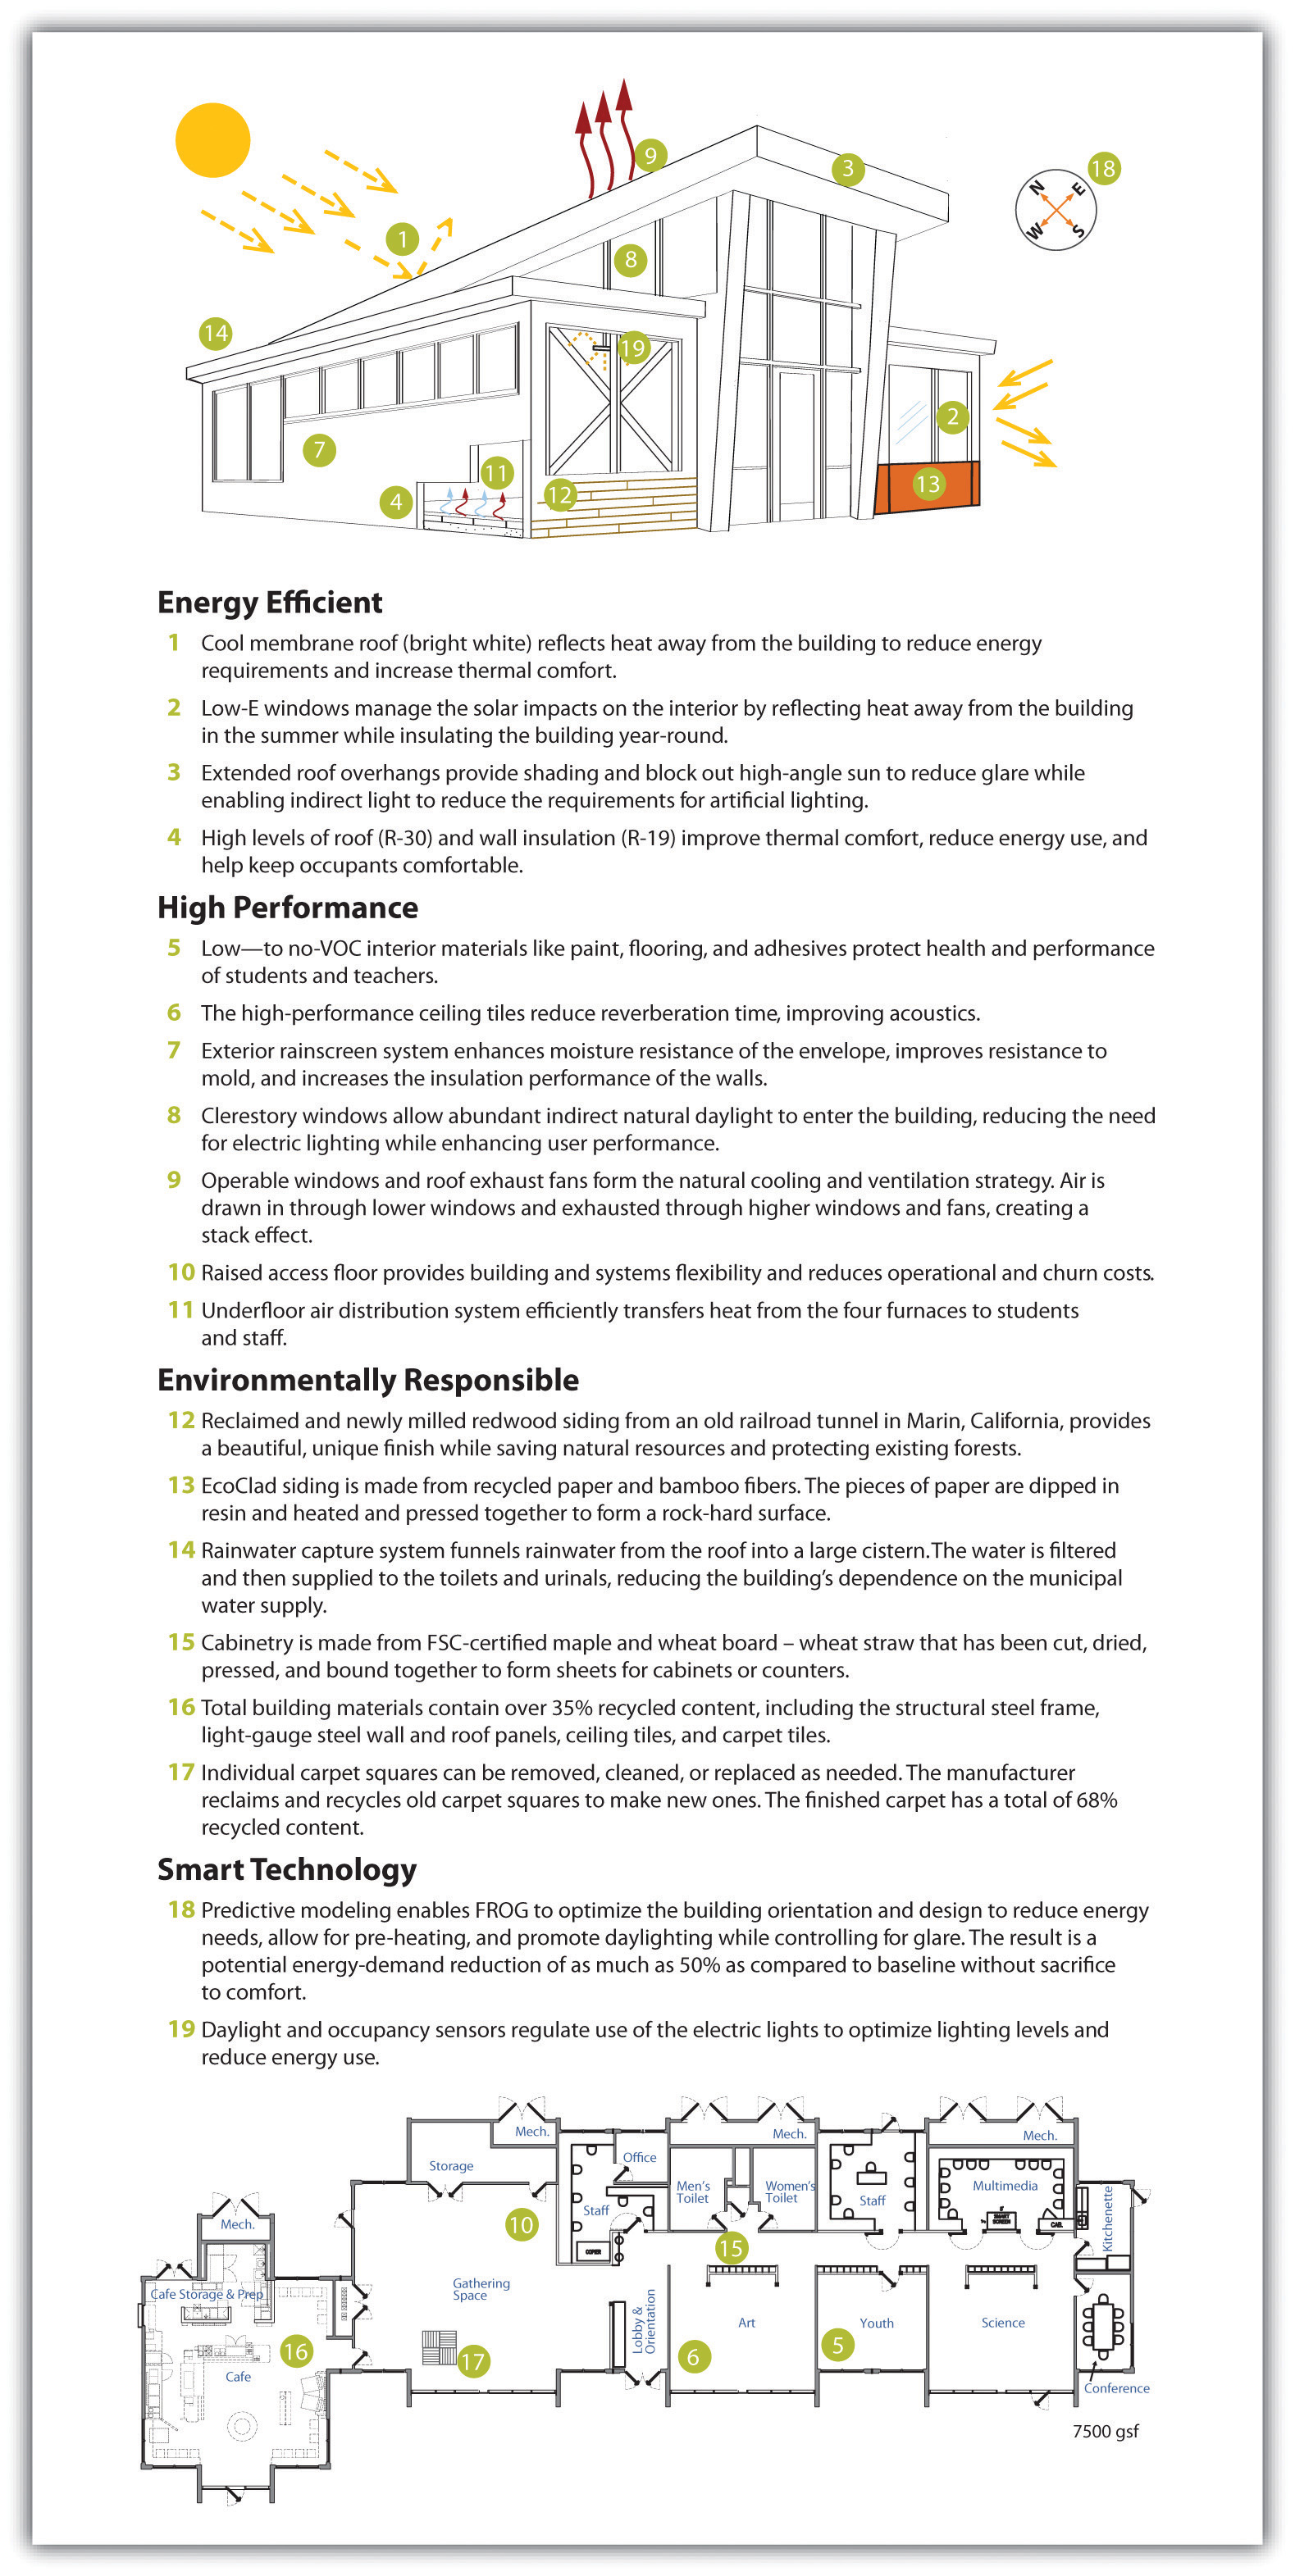 9
3
18
N
E
W
S
1
8
14
19
2
7
11
13
4
12
Energy Efficient
1 Cool membrane roof (bright white) reflects heat away from the building to reduce energy
requirements and increase thermal comfort.
2 Low-E windows manage the solar impacts on the interior by reflecting heat away from the building
in the summer while insulating the building year-round.
3 Extended roof overhangs provide shading and block out high-angle sun to reduce glare while
enabling indirect light to reduce the requirements for artificial lighting.
4 High levels of roof (R-30) and wall insulation (R-19) improve thermal comfort, reduce energy use, and
help keep occupants comfortable.
High Performance
5 Low—to no-VOC interior materials like paint, flooring, and adhesives protect health and performance
of students and teachers.
6 The high-performance ceiling tiles reduce reverberation time, improving acoustics.
7 Exterior rainscreen system enhances moisture resistance of the envelope, improves resistance to
mold, and increases the insulation performance of the walls.
8 Clerestory windows allow abundant indirect natural daylight to enter the building, reducing the need
for electric lighting while enhancing user performance.
9 Operable windows and roof exhaust fans form the natural cooling and ventilation strategy. Air is
drawn in through lower windows and exhausted through higher windows and fans, creating a
stack effect.
10 Raised access floor provides building and systems flexibility and reduces operational and churn costs.
11 Underfloor air distribution system efficiently transfers heat from the four furnaces to students
and staff.
Environmentally Responsible
12 Reclaimed and newly milled redwood siding from an old railroad tunnel in Marin, California, provides
a beautiful, unique finish while saving natural resources and protecting existing forests.
13 EcoClad siding is made from recycled paper and bamboo fibers. The pieces of paper are dipped in
resin and heated and pressed together to form a rock-hard surface.
14 Rainwater capture system funnels rainwater from the roof into a large cistern. The water is filtered
and then supplied to the toilets and urinals, reducing the building's dependence on the municipal
water supply.
15 Cabinetry is made from FSC-certified maple and wheat board – wheat straw that has been cut, dried,
pressed, and bound together to form sheets for cabinets or counters.
16 Total building materials contain over 35% recycled content, including the structural steel frame,
light-gauge steel wall and roof panels, ceiling tiles, and carpet tiles.
17 Individual carpet squares can be removed, cleaned, or replaced as needed. The manufacturer
reclaims and recycles old carpet squares to make new ones. The finished carpet has a total of 68%
recycled content.
Smart Technology
18 Predictive modeling enables FROG to optimize the building orientation and design to reduce energy
needs, allow for pre-heating, and promote daylighting while controlling for glare. The result is a
potential energy-demand reduction of as much as 50% as compared to baseline without sacrifice
to comfort.
19 Daylight and occupancy sensors regulate use of the electric lights to optimize lighting levels and
reduce energy use.
Mech.
Mech.
Mech.
Storage
Office
Men's
Toilet
Women's
Toilet
Staff
Staff
Multimedia
SMART
SCREEN
CAB.
Kitchenette
Mech.
10
COPIER
15
Cafe Storage & Prep
Gathering
Space
Lobby &
Orientation
Art
Youth
Science
16
17
6
5
Cafe
Conference
7500 gsf